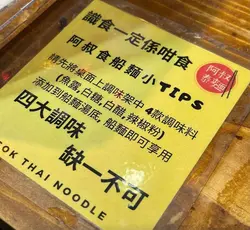 識食一定係咁食
阿叔食船麵小TIPS
請先將桌面上調味架中4款調味料
(魚露,白糖,白醋,辣椒粉)
添加到船麵湯底,船麵即可享用
四大調味
缺一不可
阿叔
泰麵
OK THAI NOODLE